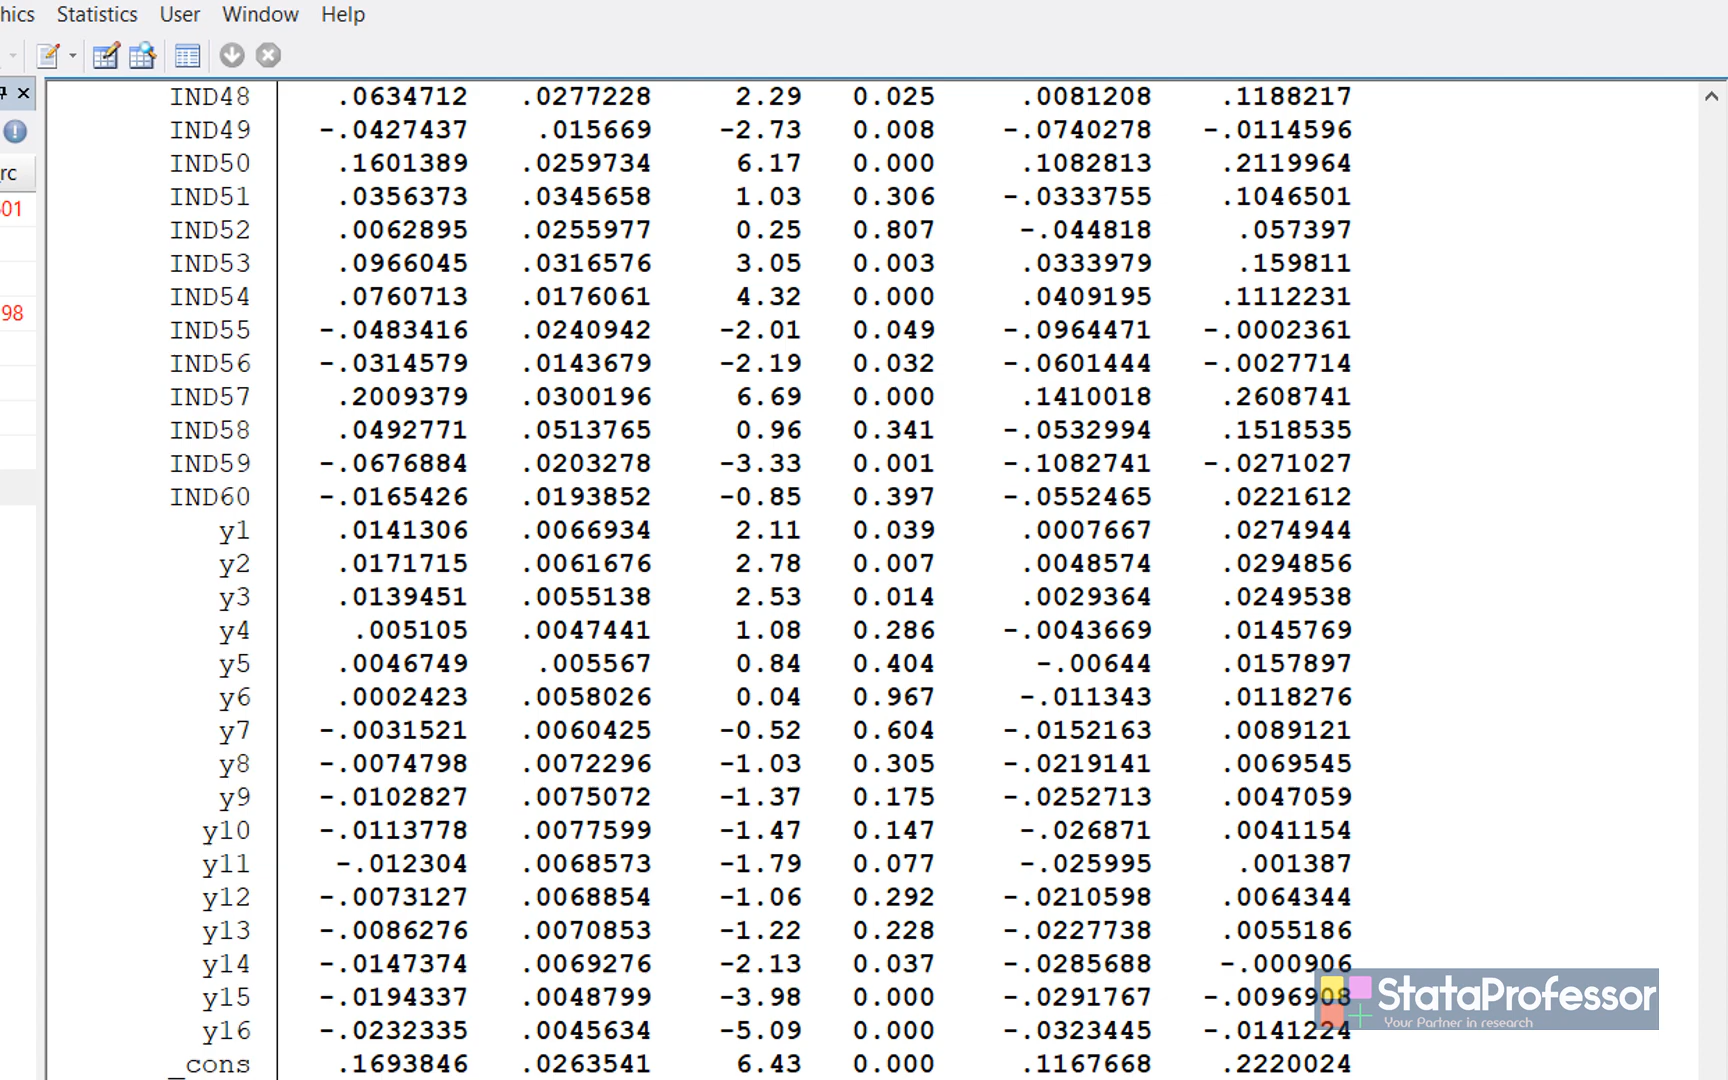 hics Statistics User Window Help
rc
01
98
IND48 .0634712 .0277228 2.29 0.025 .0081208 .1188217
IND49 -.0427437 .015669 -2.73 0.008 -.0740278 -.0114596
IND50 .1601389 .0259734 6.17 0.000 .1082813 .2119964
IND51 .0356373 .0345658 1.03 0.306 -.0333755 .1046501
IND52 .0062895 .0255977 0.25 0.807 -.044818 .057397
IND53 .0966045 .0316576 3.05 0.003 .0333979 .159811
IND54 .0760713 .0176061 4.32 0.000 .0409195 .1112231
IND55 -.0483416 .0240942 -2.01 0.049 -.0964471 -.0002361
IND56 -.0314579 .0143679 -2.19 0.032 -.0601444 -.0027714
IND57 .2009379 .0300196 6.69 0.000 .1410018 .2608741
IND58 .0492771 .0513765 0.96 0.341 -.0532994 .1518535
IND59 -.0676884 .0203278 -3.33 0.001 -.1082741 -.0271027
IND60 -.0165426 .0193852 -0.85 0.397 -.0552465 .0221612
y1 .0141306 .0066934 2.11 0.039 .0007667 .0274944
y2 .0171715 .0061676 2.78 0.007 .0048574 .0294856
y3 .0139451 .0055138 2.53 0.014 .0029364 .0249538
y4 .005105 .0047441 1.08 0.286 -.0043669 .0145769
y5 .0046749 .005567 0.84 0.404 -.00644 .0157897
y6 .0002423 .0058026 0.04 0.967 -.011343 .0118276
y7 -.0031521 .0060425 -0.52 0.604 -.0152163 .0089121
y8 -.0074798 .0072296 -1.03 0.305 -.0219141 .0069545
y9 -.0102827 .0075072 -1.37 0.175 -.0252713 .0047059
y10 -.0113778 .0077599 -1.47 0.147 -.026871 .0041154
y11 -.012304 .0068573 -1.79 0.077 -.025995 .001387
y12 -.0073127 .0068854 -1.06 0.292 -.0210598 .0064344
y13 -.0086276 .0070853 -1.22 0.228 -.0227738 .0055186
y14 -.0147374 .0069276 -2.13 0.037 -.0285688 -.000906
y15 -.0194337 .0048799 -3.98 0.000 -.0291767 -.0096908
y16 -.0232335 .0045634 -5.09 0.000 -.0323445 -.0141224
_cons .1693846 .0263541 6.43 0.000 .1167668 .2220024
StataProfessor
Your Partner in research